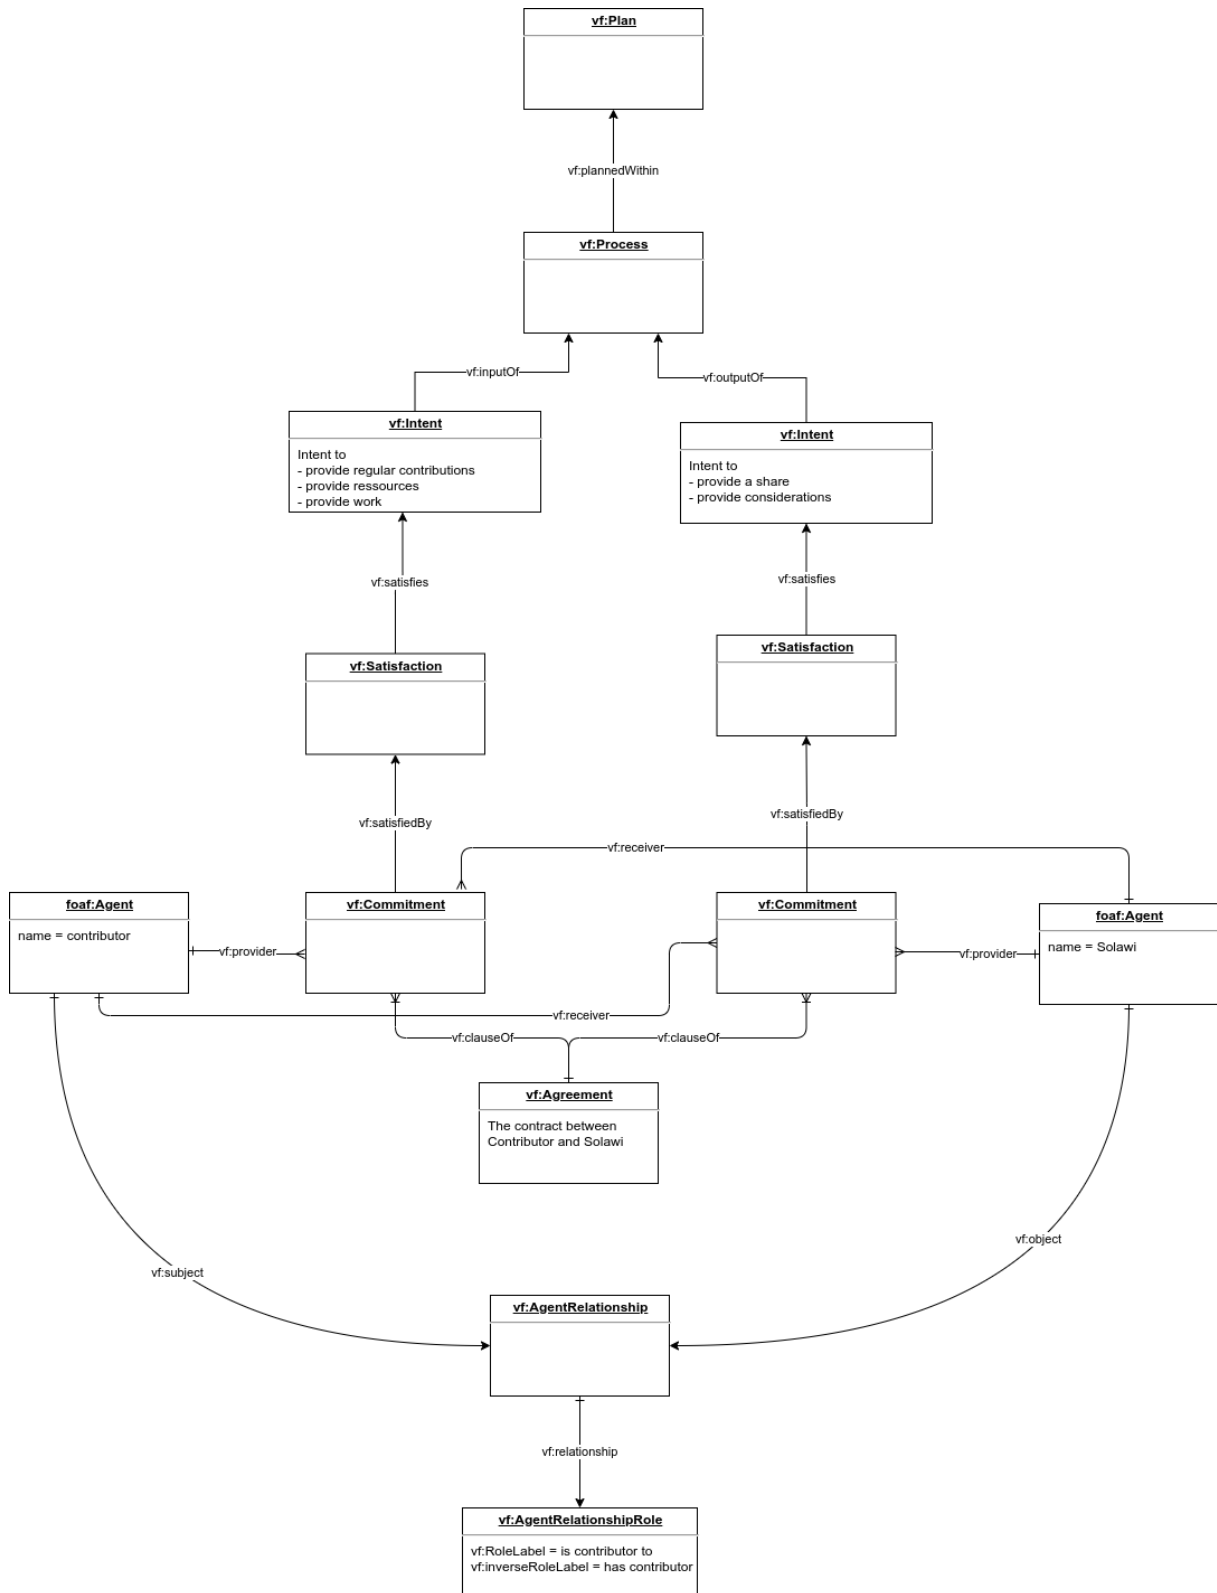 vf:Plan
vf:plannedWithin
vf:Process
vf:inputOf
vf:outputOf
vf:Intent
Intent to
- provide regular contributions
- provide ressources
- provide work
vf:Intent
Intent to
- provide a share
- provide considerations
vf:satisfies
vf:satisfies
vf:Satisfaction
vf:Satisfaction
vf:satisfiedBy
vf:satisfiedBy
vf:receiver
foaf:Agent
name = contributor
vf:provider
vf:Commitment
vf:Commitment
vf:provider
foaf:Agent
name = Solawi
vf:receiver
vf:clauseOf
vf:clauseOf
vf:Agreement
The contract between
Contributor and Solawi
vf:subject
vf:object
vf:AgentRelationship
vf:relationship
vf:AgentRelationshipRole
vf:RoleLabel = is contributor to
vf:inverseRoleLabel = has contributor